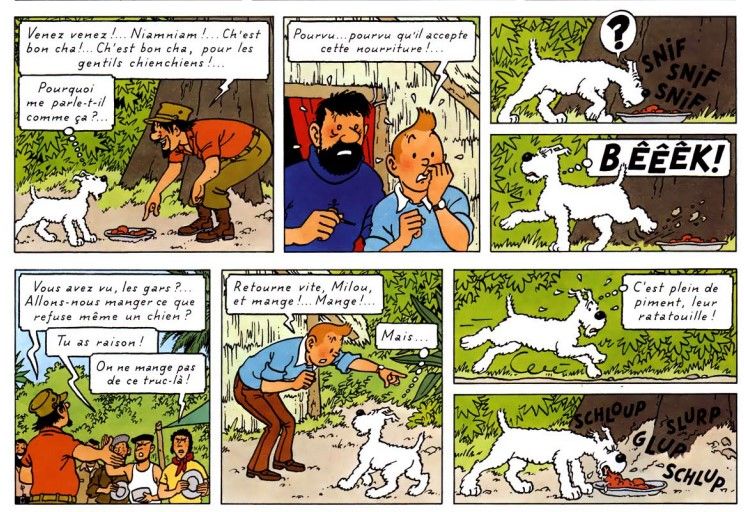 Venez venez !... Niamniam !... Ch'est
bon cha !... Ch'est bon cha, pour les
gentils chienchiens !...
Pourquoi
me parle-t-il
comme ça ?...
Pourvu... pourvu qu'il accepte
cette nourriture !...
?
SNIF
SNIF
SNIF
BÊÊÊK!
Vous avez vu, les gars ?...
Allons-nous manger ce que
refuse même un chien ?
Tu as raison !
On ne mange pas
de ce truc-là !
Retourne vite, Milou,
et mange !... Mange !...
Mais...
C'est plein de
piment, leur
ratatouille !
SCHLOUP
SLURP
GLUP
SCHLUP